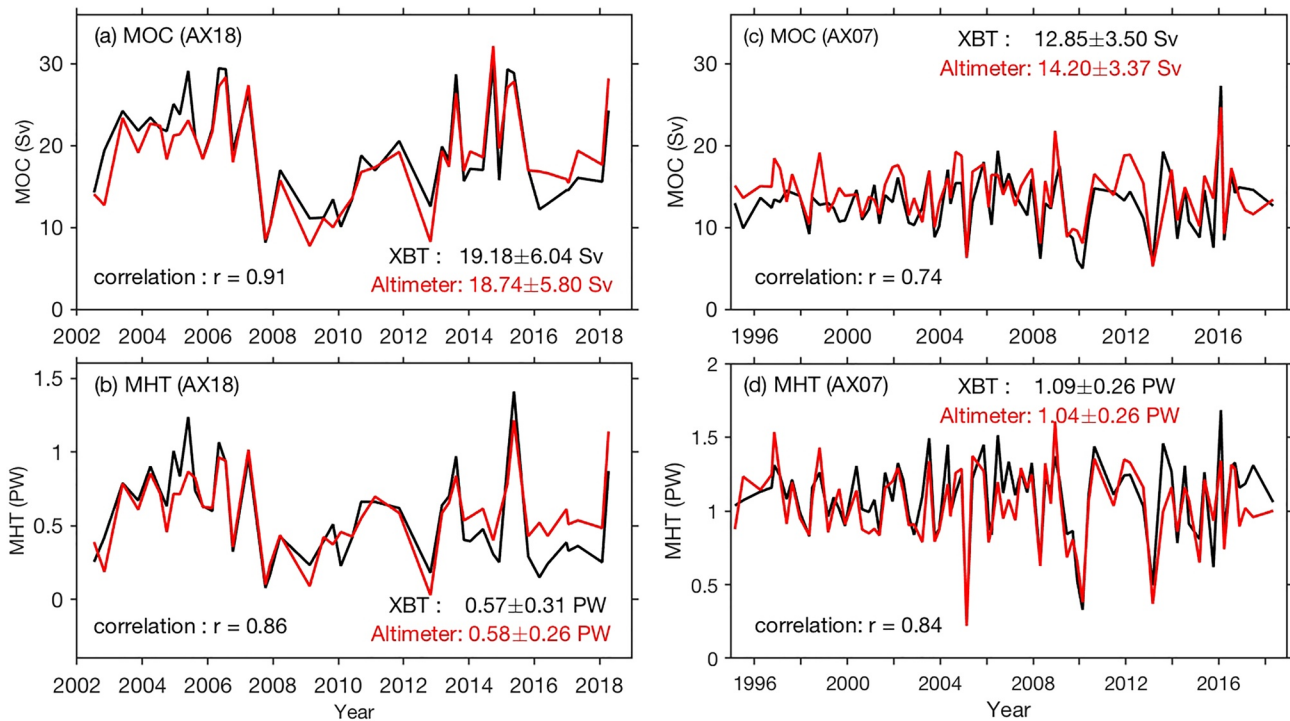 (a) MOC (AX18)
MOC (Sv)
30
20
10
0
XBT : 19.18±6.04 Sv
correlation : r = 0.91
Altimeter: 18.74±5.80 Sv
2002 2004 2006 2008 2010 2012 2014 2016 2018
(c) MOC (AX07)
XBT : 12.85±3.50 Sv
Altimeter: 14.20±3.37 Sv
MOC (Sv)
30
20
10
0
correlation: r = 0.74
1996 2000 2004 2008 2012 2016
(b) MHT (AX18)
MHT (PW)
1.5
1
0.5
0
XBT : 0.57±0.31 PW
correlation : r = 0.86
Altimeter: 0.58±0.26 PW
2002 2004 2006 2008 2010 2012 2014 2016 2018
Year
(d) MHT (AX07)
XBT : 1.09±0.26 PW
Altimeter: 1.04±0.26 PW
MHT (PW)
2
1.5
1
0.5
0
correlation: r = 0.84
1996 2000 2004 2008 2012 2016
Year